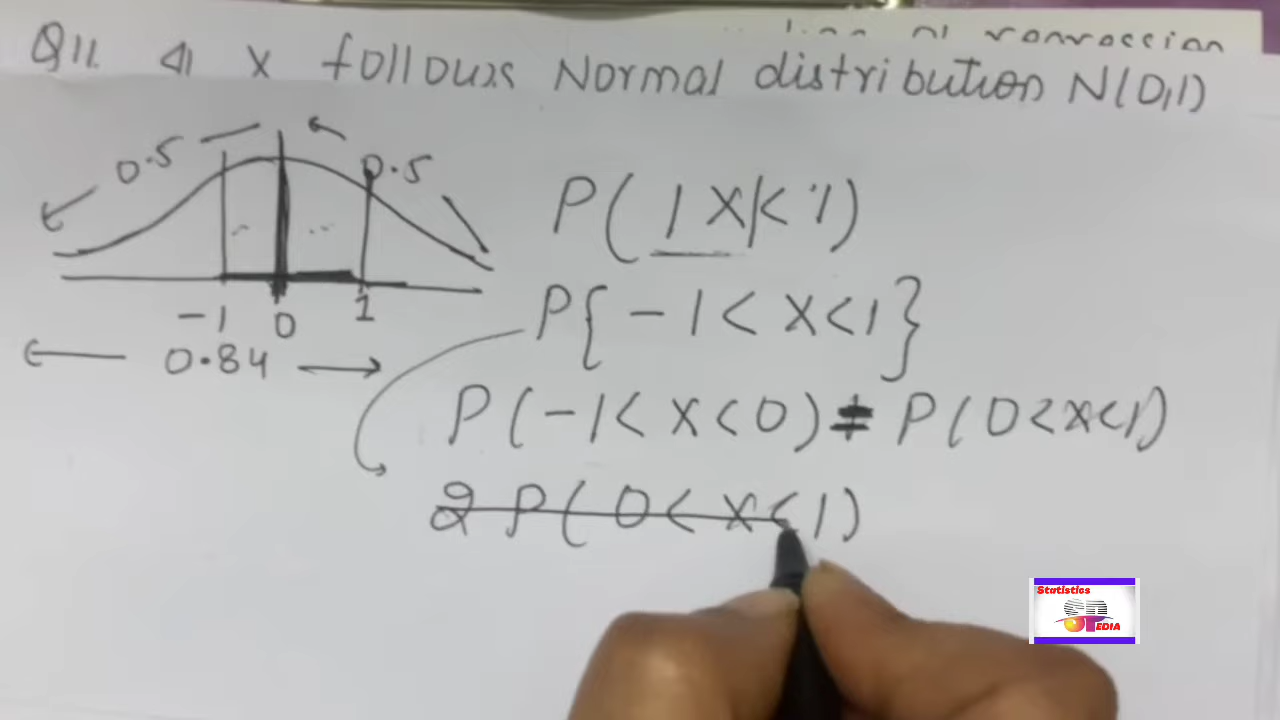 Q11. If X follows Normal distribution N(0,1)
0.5 0.5
P(|X|<1)
P{-1<X<1}
-1 0 1
0.84
P(-1<X<0) ≠ P(0<X<1)
2P(0<X<1)
Statistics
PEDIA